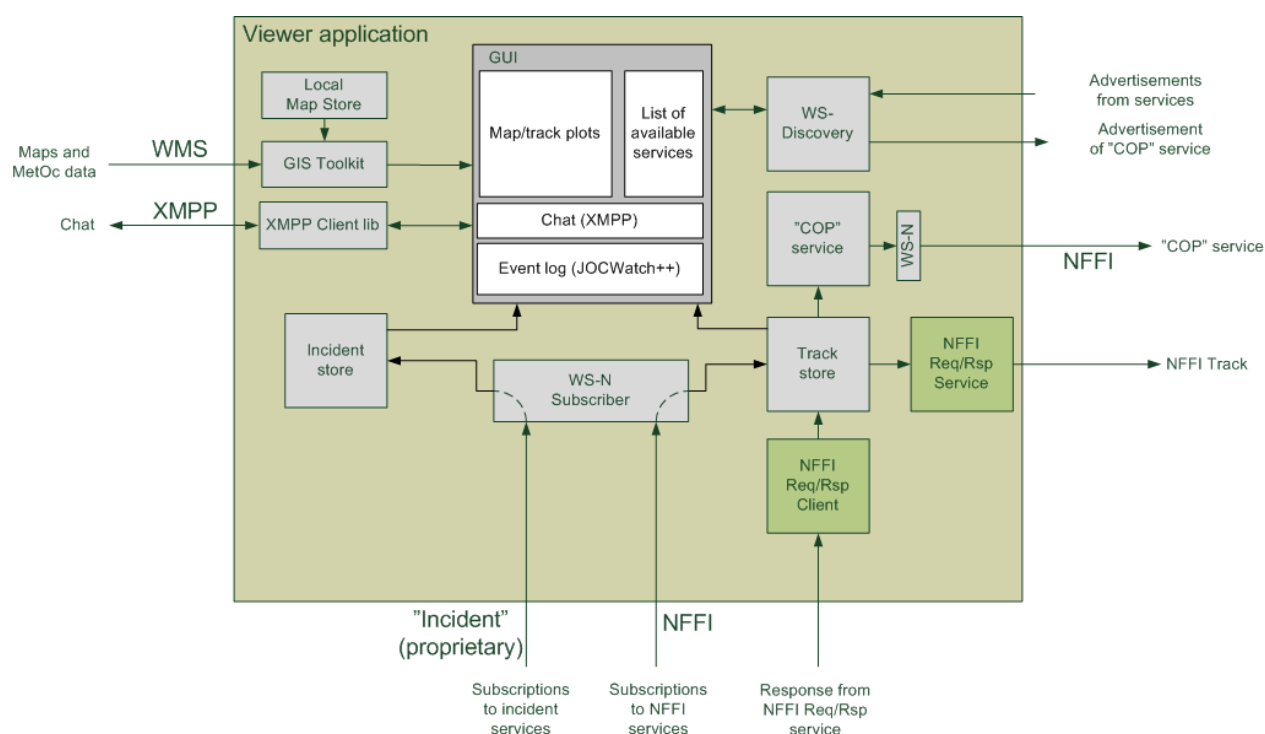 Viewer application
GUI
Local
Map Store
Map/track plots
List of
available
services
WS-
Discovery
Advertisements
from services
Advertisement
of "COP" service
Maps and
MetOc data
WMS
GIS Toolkit
Chat
XMPP
XMPP Client lib
Chat (XMPP)
Event log (JOCWatch++)
"COP"
service
WS-N
NFFI
"COP" service
Incident
store
WS-N
Subscriber
Track
store
NFFI
Req/Rsp
Service
NFFI Track
NFFI
Req/Rsp
Client
"Incident"
(proprietary)
NFFI
Subscriptions
to incident
services
Subscriptions
to NFFI
services
Response from
NFFI Req/Rsp
service